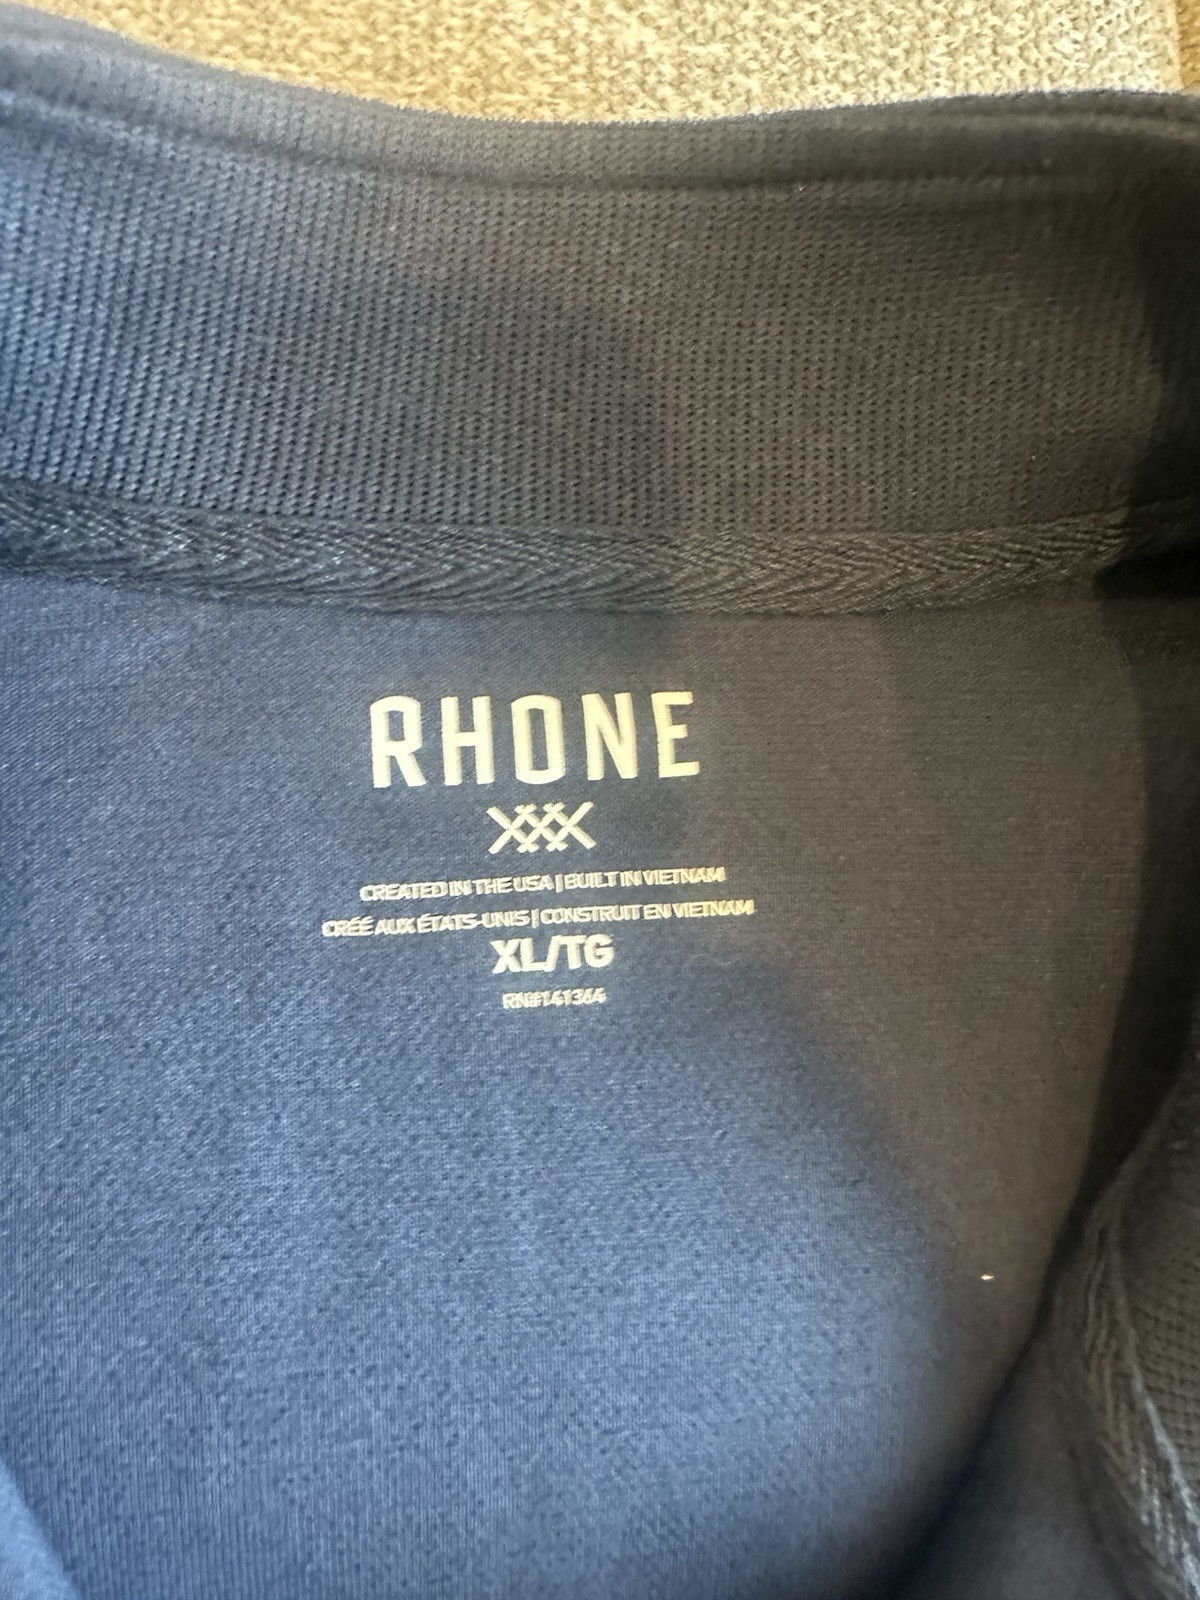 RHONE
CREATED IN THE USA | BUILT IN VIETNAM
CRÉÉ AUX ÉTATS-UNIS | CONSTRUIT EN VIETNAM
XL/TG
RN#141364